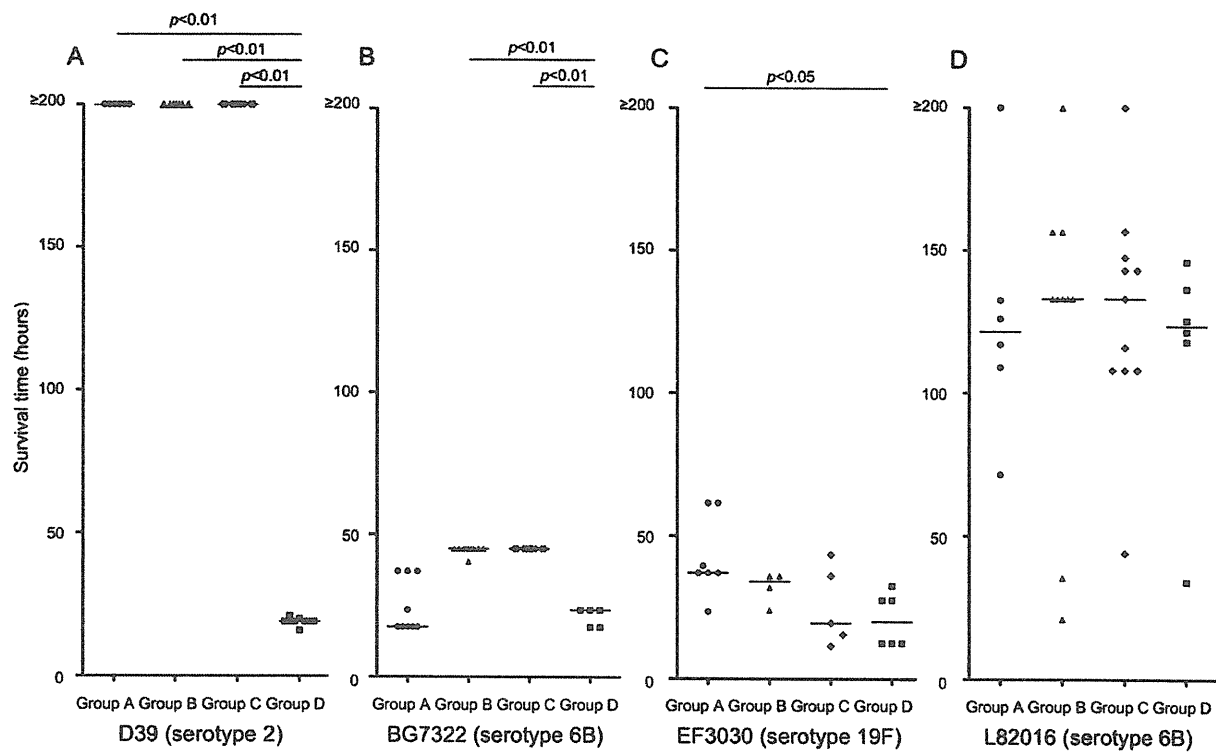 p<0.01
A
p<0.01
p<0.01
≥200
150
100
50
0
Survival time (hours)
Group A Group B Group C Group D
D39 (serotype 2)
B
p<0.01
p<0.01
≥200
150
100
50
0
Group A Group B Group C Group D
BG7322 (serotype 6B)
C
p<0.05
≥200
150
100
50
0
Group A Group B Group C Group D
EF3030 (serotype 19F)
D
≥200
150
100
50
0
Group A Group B Group C Group D
L82016 (serotype 6B)